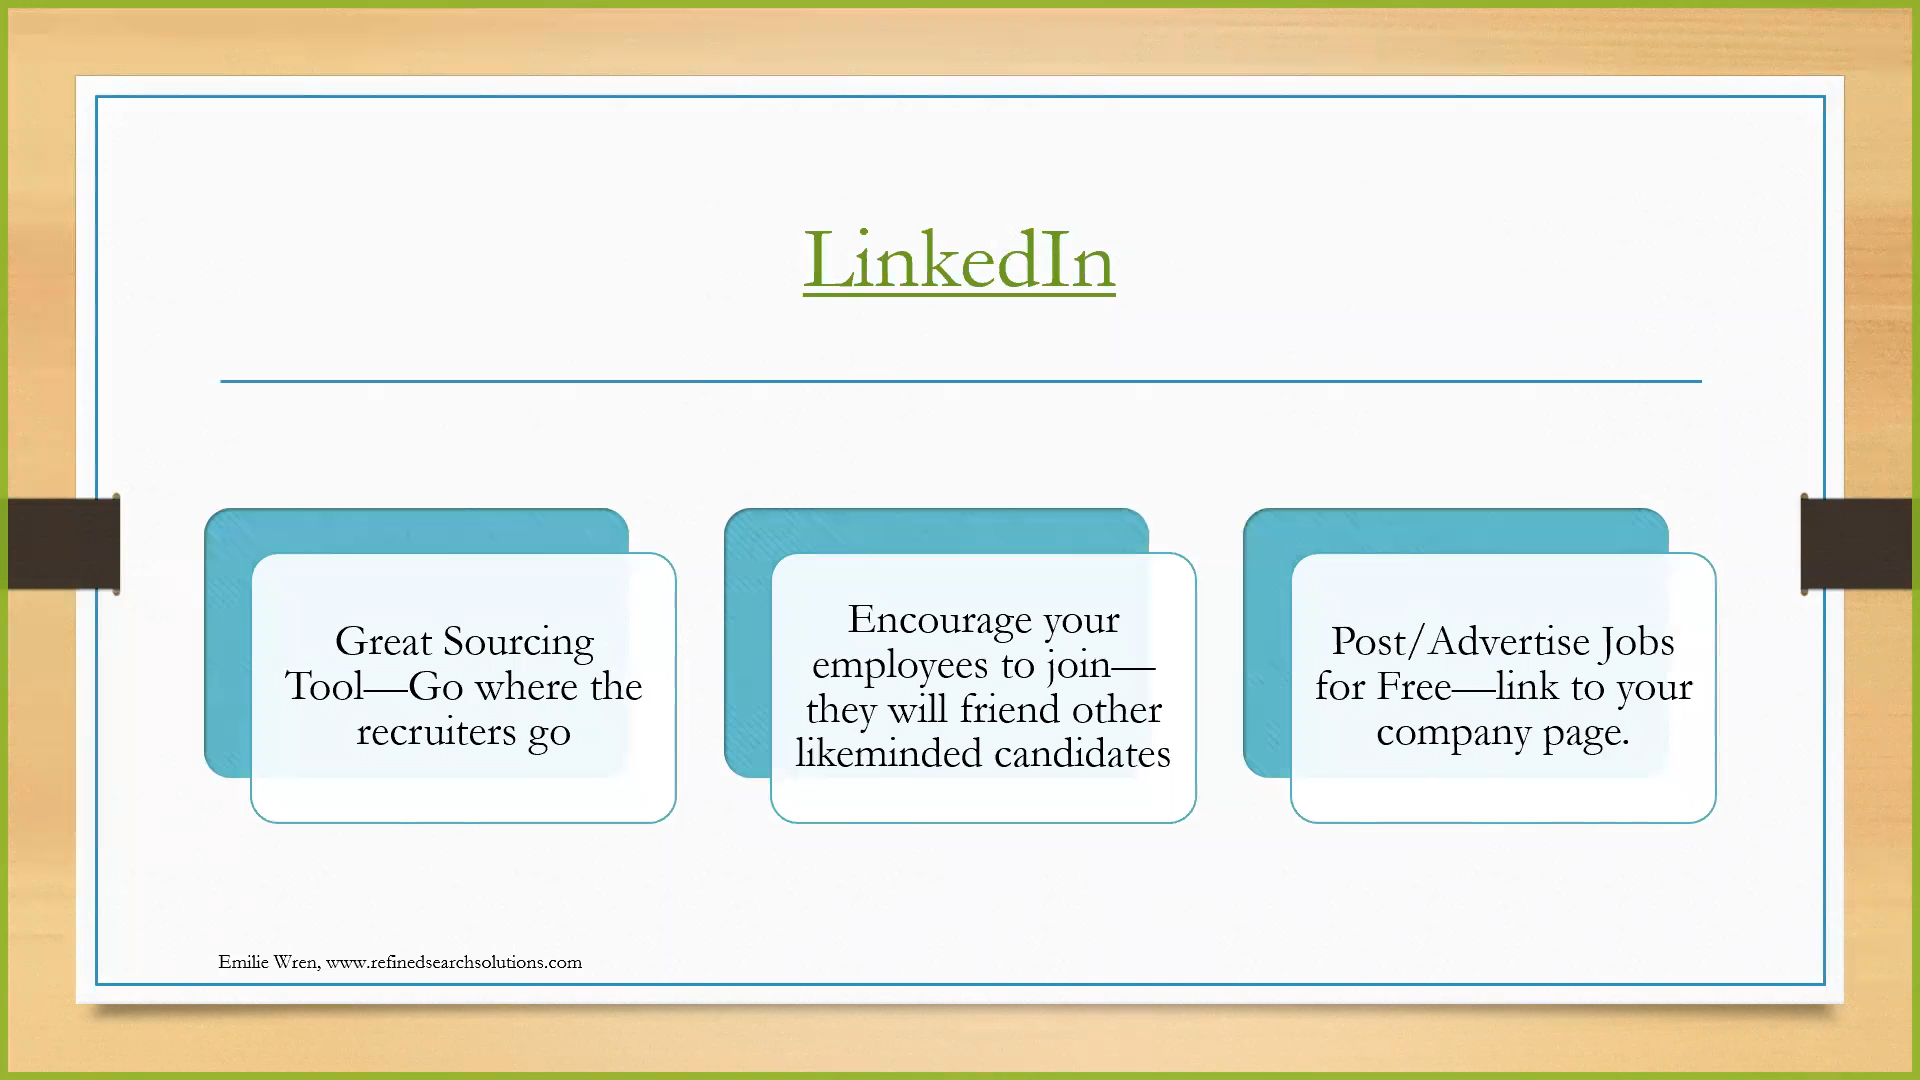 LinkedIn
Great Sourcing
Tool—Go where the
recruiters go
Encourage your
employees to join—
they will friend other
likeminded candidates
Post/Advertise Jobs
for Free—link to your
company page.
Emilie Wren, www.refinedsearchsolutions.com